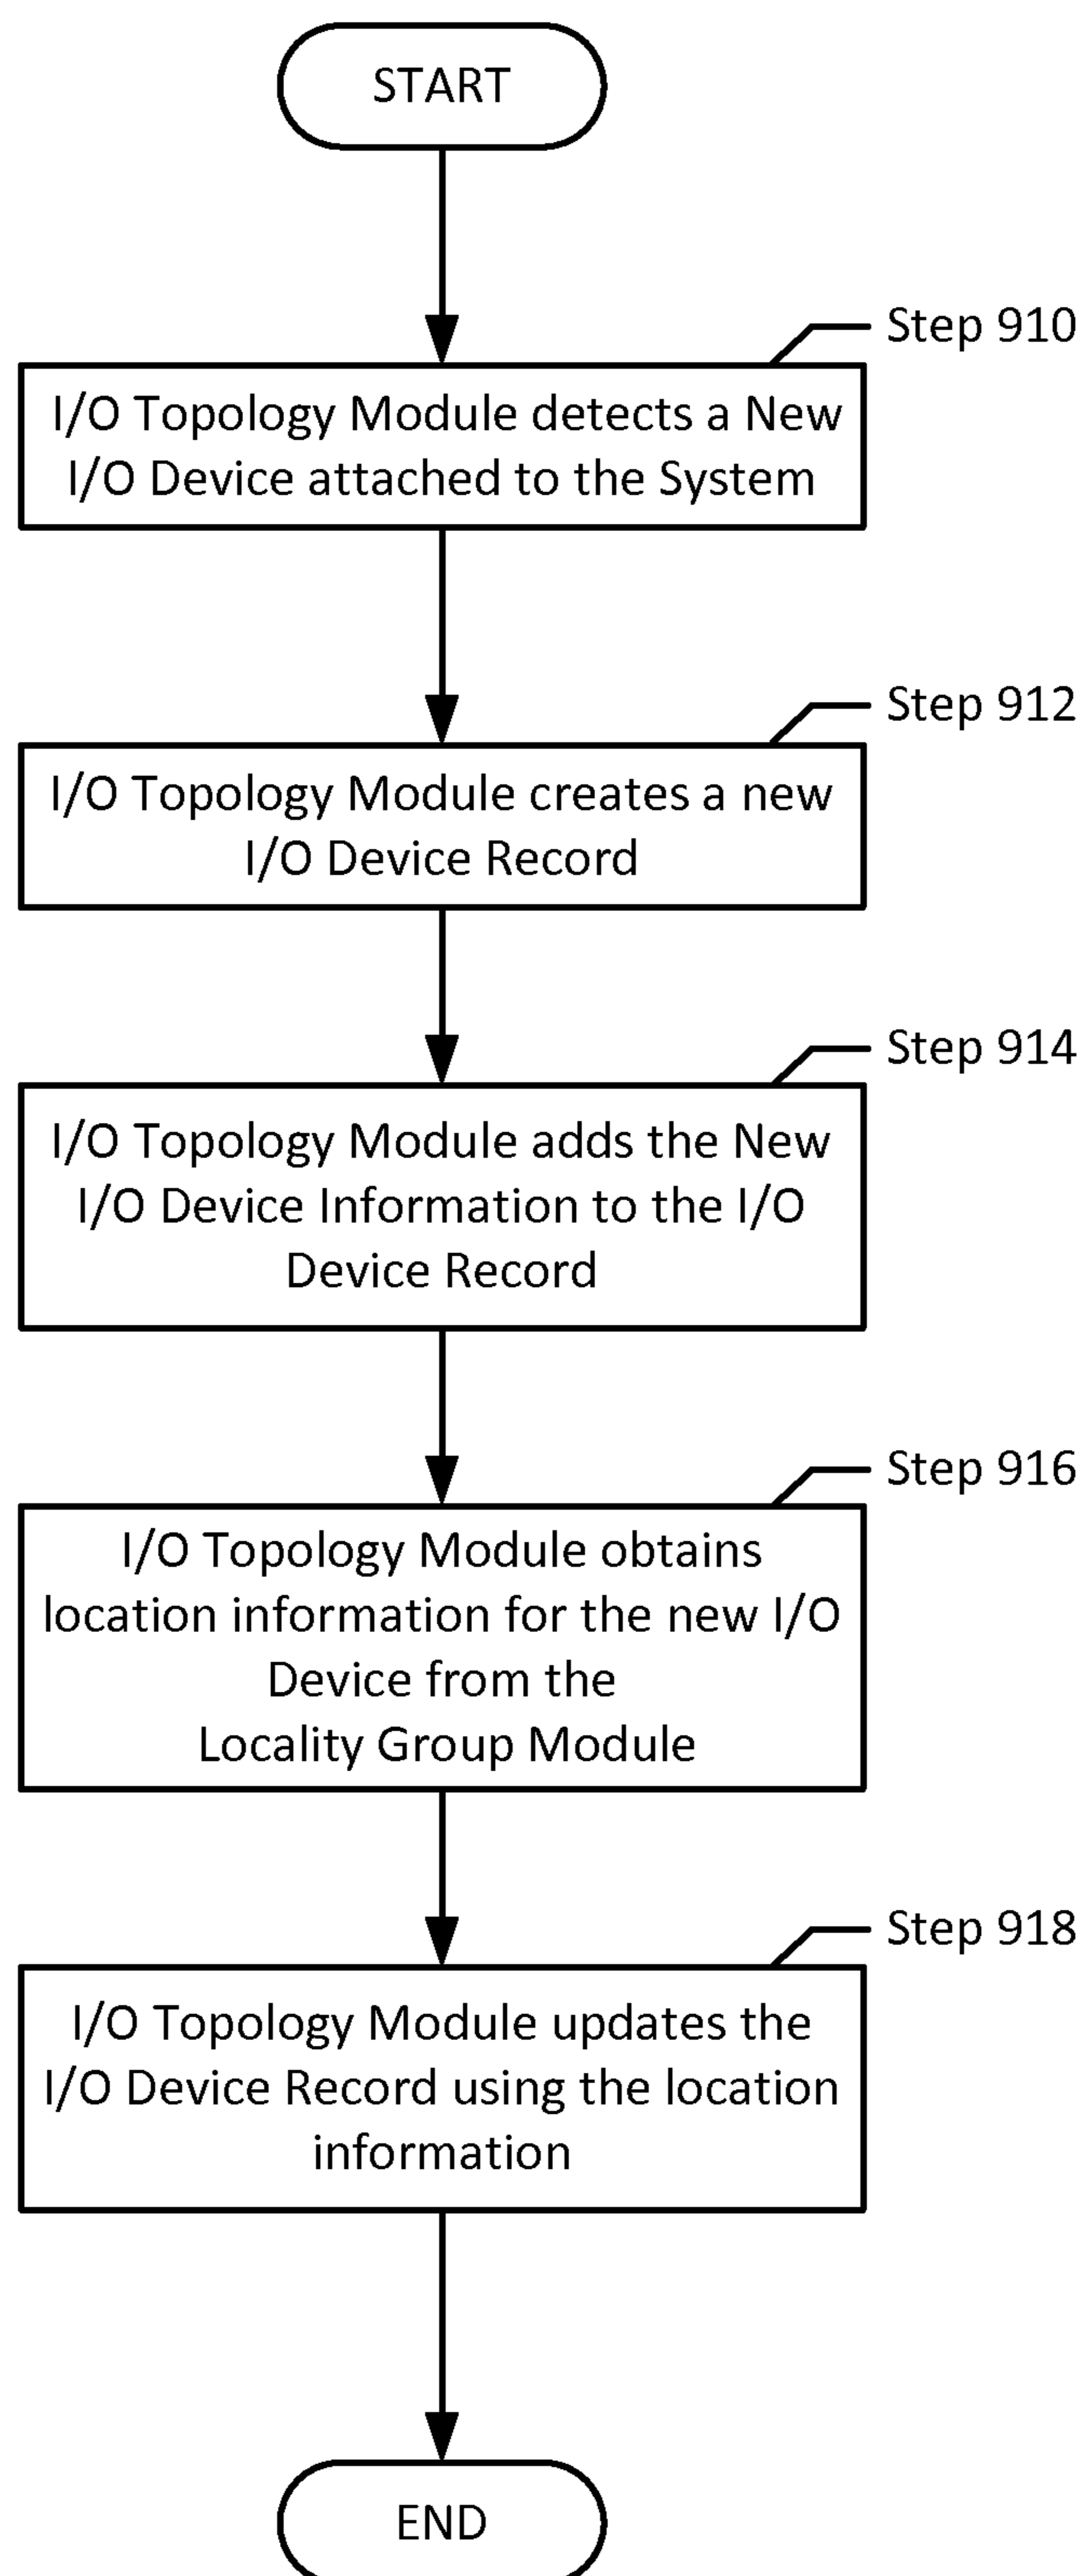 START
Step 910
I/O Topology Module detects a New
I/O Device attached to the System
Step 912
I/O Topology Module creates a new
I/O Device Record
Step 914
I/O Topology Module adds the New
I/O Device Information to the I/O
Device Record
Step 916
I/O Topology Module obtains
location information for the new I/O
Device from the
Locality Group Module
Step 918
I/O Topology Module updates the
I/O Device Record using the location
information
END